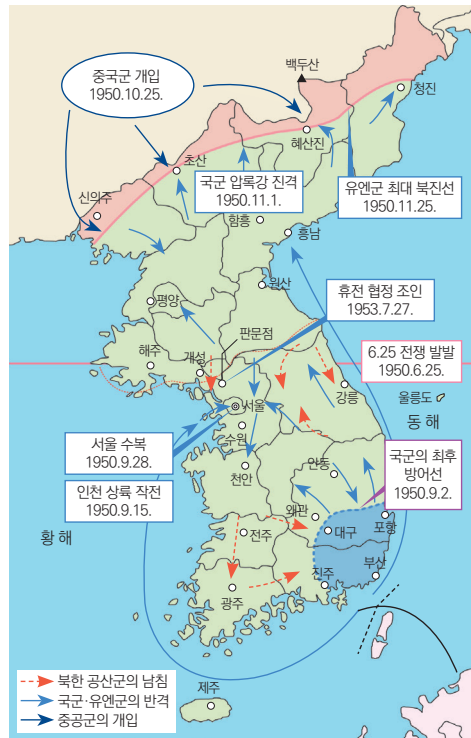 백두산
중국군 개입
1950.10.25.
청진
혜산진
초산
국군 압록강 진격
1950.11.1.
유엔군 최대 북진선
1950.11.25.
신의주
함흥
흥남
원산
평양
휴전 협정 조인
1953.7.27.
판문점
해주
개성
6.25 전쟁 발발
1950.6.25.
강릉
울릉도
서울
동해
수원
서울 수복
1950.9.28.
천안
안동
국군의 최후
방어선
1950.9.2.
인천 상륙 작전
1950.9.15.
왜관
대구
포항
황해
전주
진주
부산
광주
제주
북한 공산군의 남침
국군·유엔군의 반격
중공군의 개입